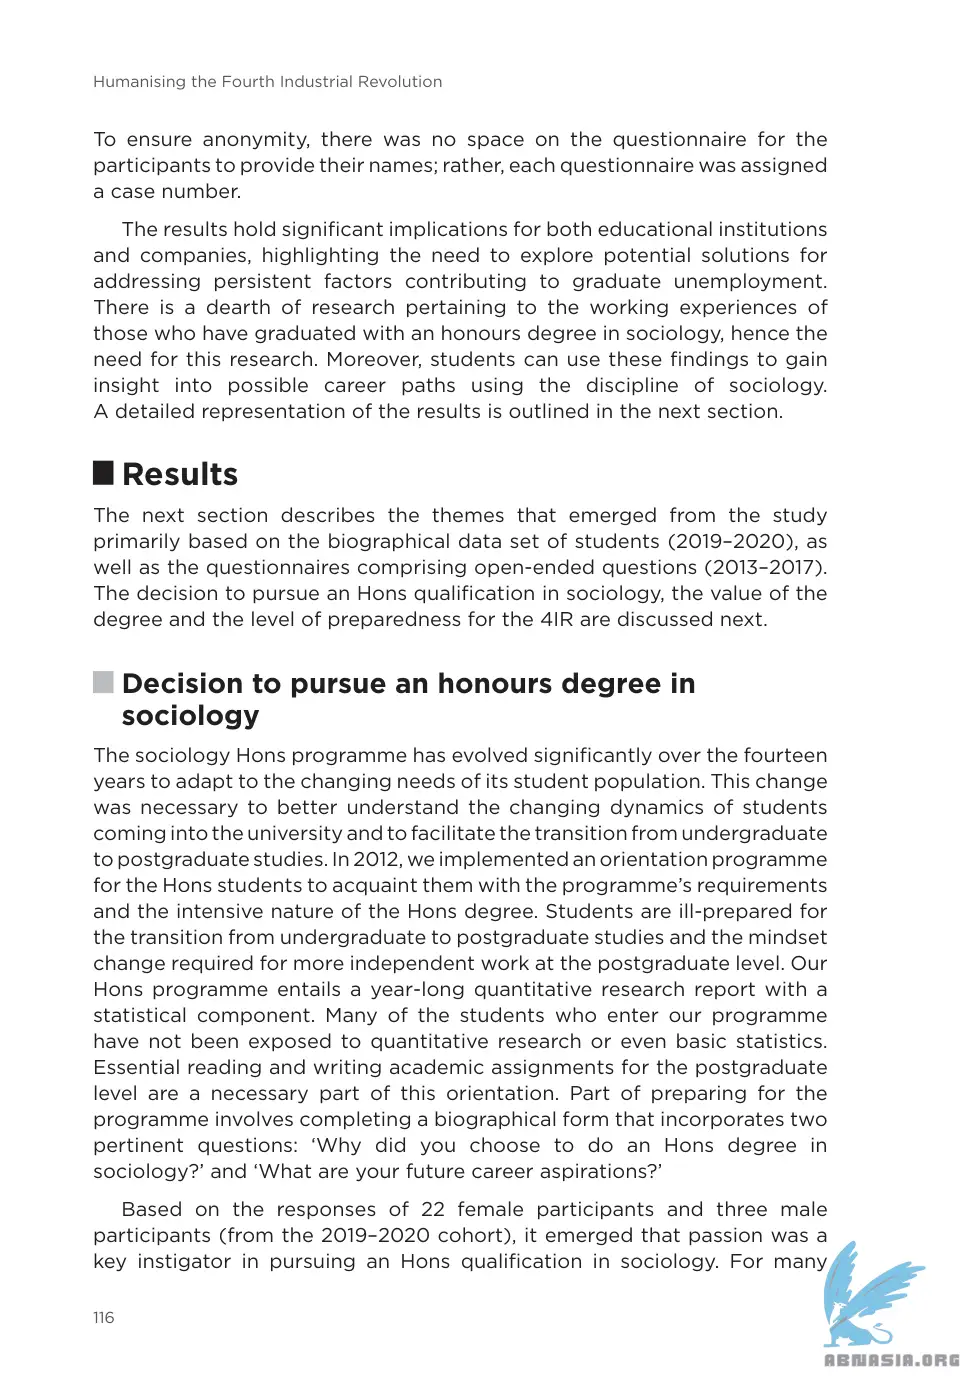 Humanising the Fourth Industrial Revolution
To ensure anonymity, there was no space on the questionnaire for the
participants to provide their names; rather, each questionnaire was assigned
a case number.
The results hold significant implications for both educational institutions
and companies, highlighting the need to explore potential solutions for
addressing persistent factors contributing to graduate unemployment.
There is a dearth of research pertaining to the working experiences of
those who have graduated with an honours degree in sociology, hence the
need for this research. Moreover, students can use these findings to gain
insight into possible career paths using the discipline of sociology.
A detailed representation of the results is outlined in the next section.
Results
The next section describes the themes that emerged from the study
primarily based on the biographical data set of students (2019–2020), as
well as the questionnaires comprising open-ended questions (2013–2017).
The decision to pursue an Hons qualification in sociology, the value of the
degree and the level of preparedness for the 4IR are discussed next.
Decision to pursue an honours degree in
sociology
The sociology Hons programme has evolved significantly over the fourteen
years to adapt to the changing needs of its student population. This change
was necessary to better understand the changing dynamics of students
coming into the university and to facilitate the transition from undergraduate
to postgraduate studies. In 2012, we implemented an orientation programme
for the Hons students to acquaint them with the programme’s requirements
and the intensive nature of the Hons degree. Students are ill-prepared for
the transition from undergraduate to postgraduate studies and the mindset
change required for more independent work at the postgraduate level. Our
Hons programme entails a year-long quantitative research report with a
statistical component. Many of the students who enter our programme
have not been exposed to quantitative research or even basic statistics.
Essential reading and writing academic assignments for the postgraduate
level are a necessary part of this orientation. Part of preparing for the
programme involves completing a biographical form that incorporates two
pertinent questions: ‘Why did you choose to do an Hons degree in
sociology?’ and ‘What are your future career aspirations?’
Based on the responses of 22 female participants and three male
participants (from the 2019–2020 cohort), it emerged that passion was a
key instigator in pursuing an Hons qualification in sociology. For many
116
ABNASIA.ORG